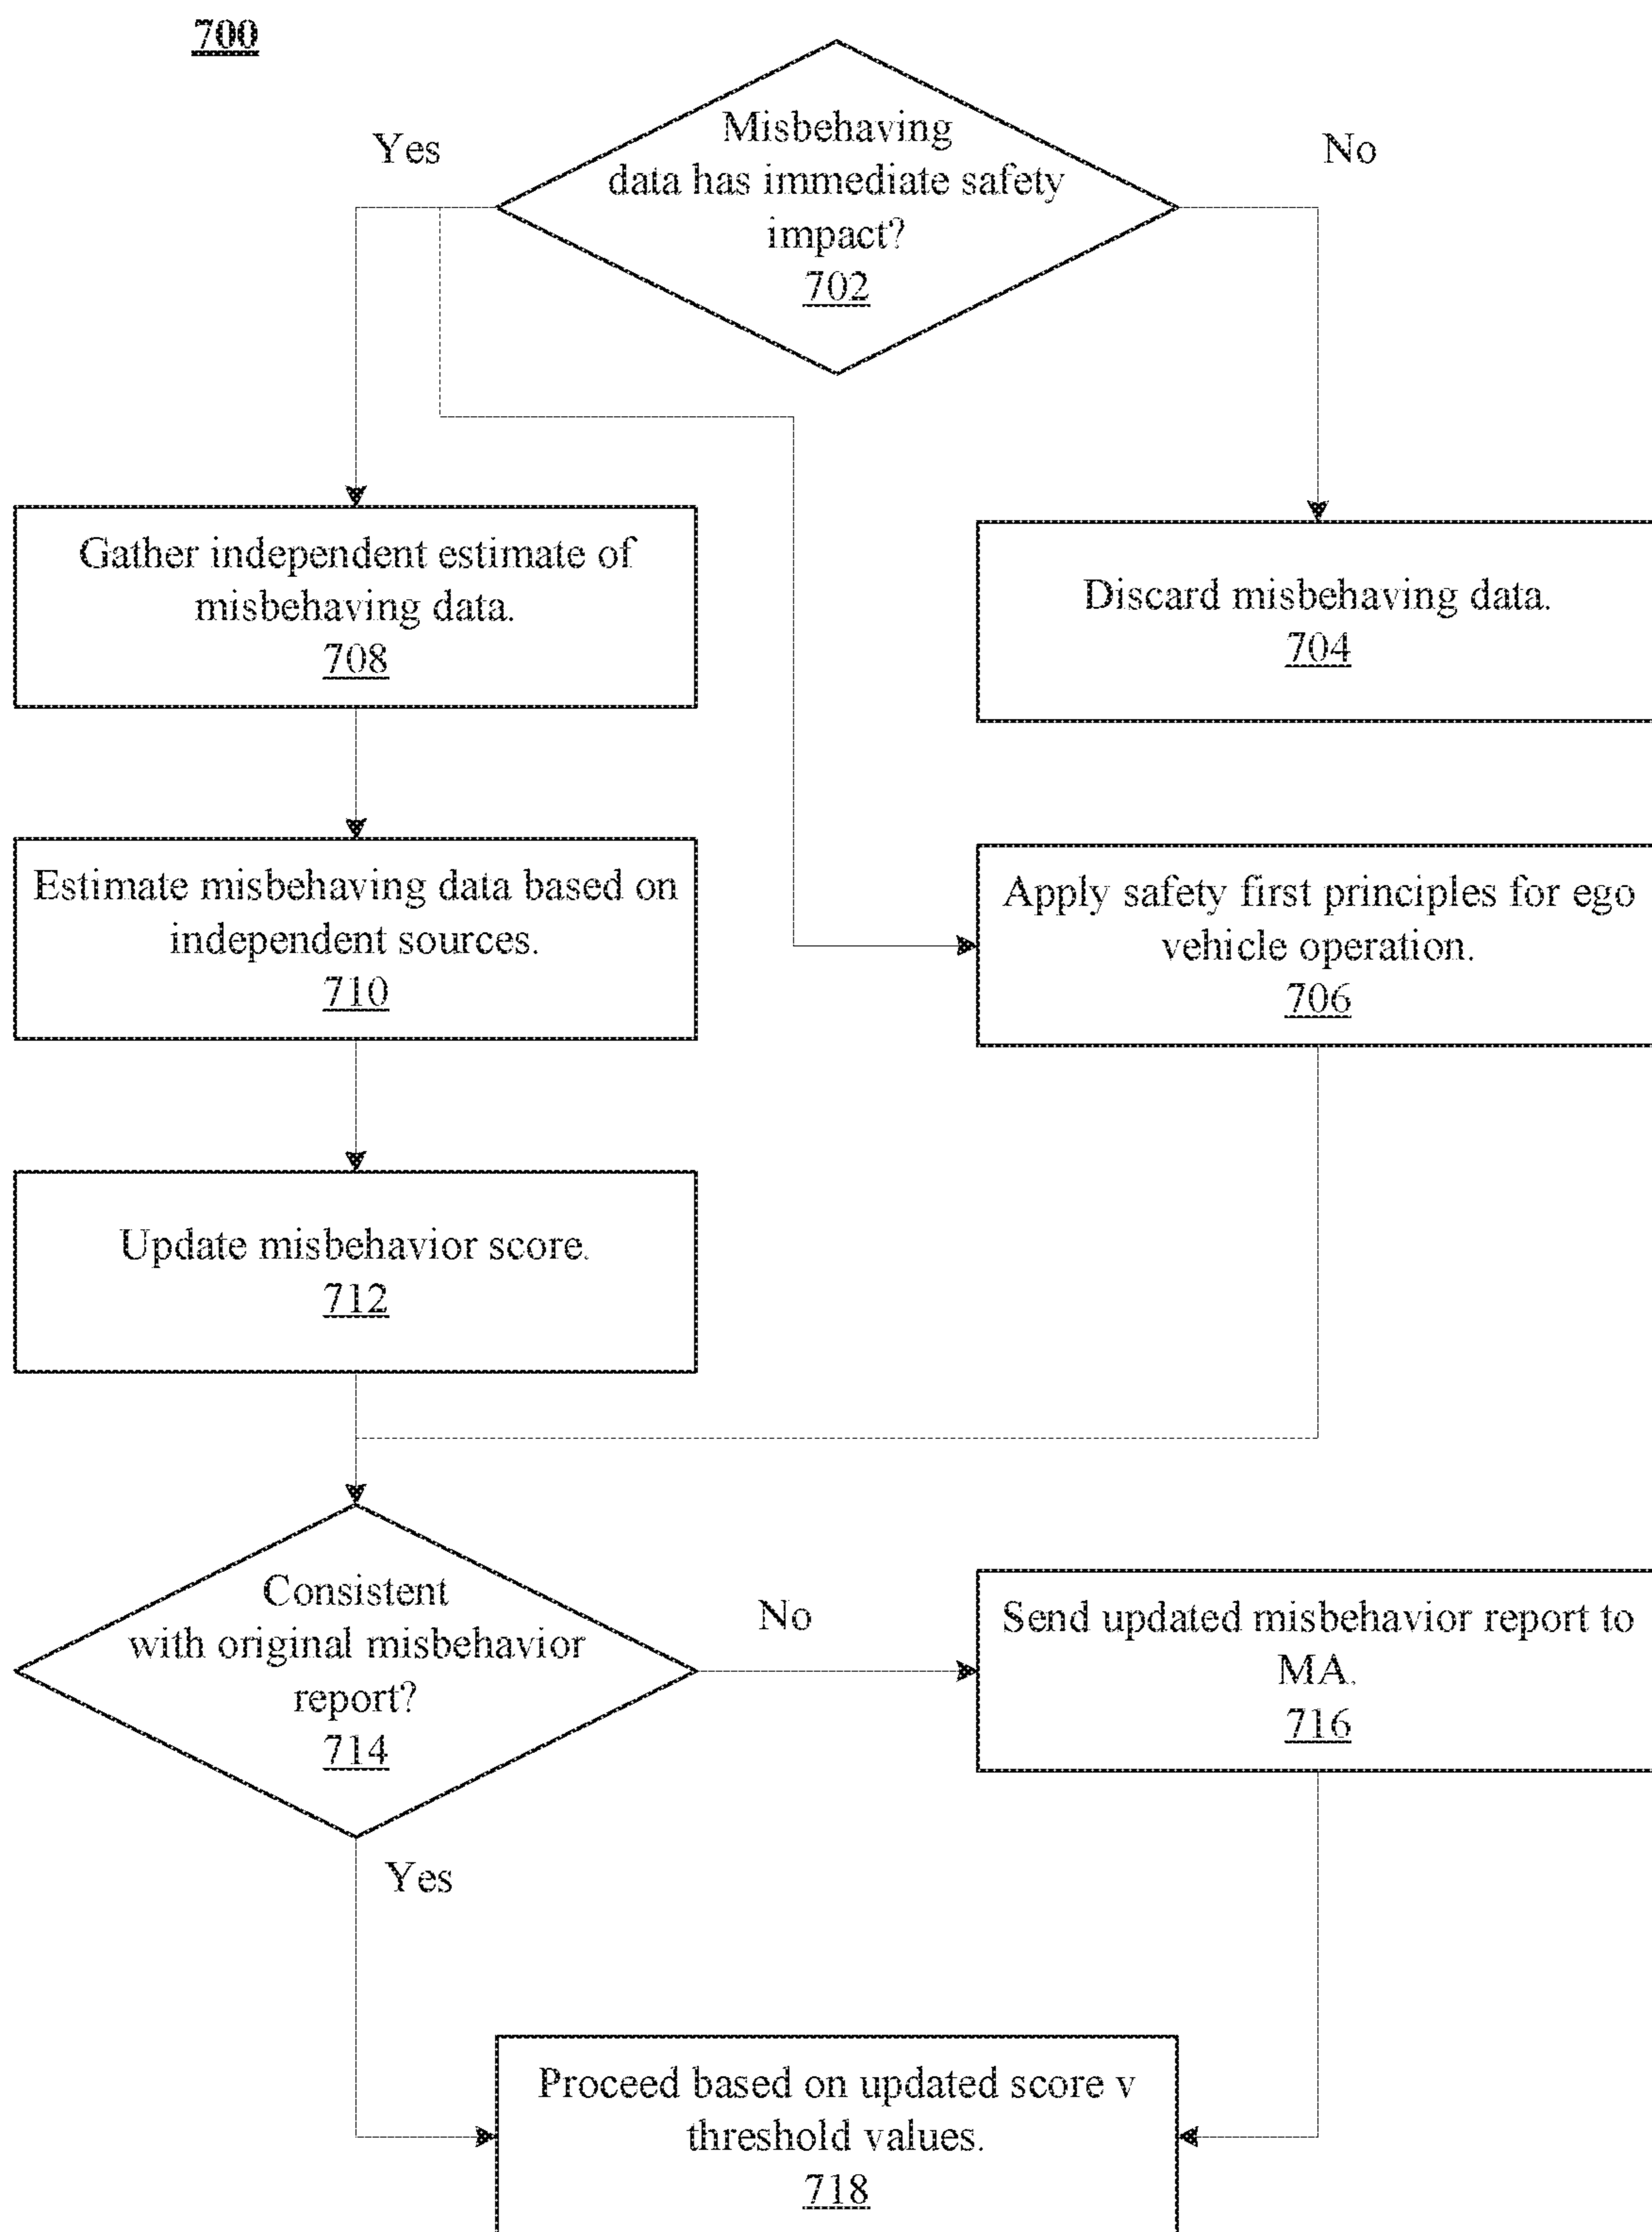 700
Misbehaving
data has immediate safety
impact?
702
Yes
No
Gather independent estimate of
misbehaving data.
708
Discard misbehaving data.
704
Estimate misbehaving data based on
independent sources.
710
Apply safety first principles for ego
vehicle operation.
706
Update misbehavior score.
712
Consistent
with original misbehavior
report?
714
No
Send updated misbehavior report to
MA.
716
Yes
Proceed based on updated score v
threshold values.
718